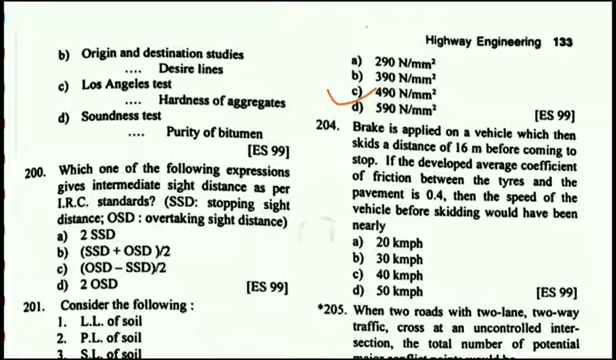 Highway Engineering 133
b) Origin and destination studies
.... Desire lines
c) Los Angeles test
.... Hardness of aggregates
d) Soundness test
.... Purity of bitumen
[ES 99]
200. Which one of the following expressions
gives intermediate sight distance as per
I.R.C. standards? (SSD: stopping sight
distance; OSD : overtaking sight distance)
a) 2 SSD
b) (SSD + OSD )/2
c) (OSD – SSD)/2
d) 2 OSD [ES 99]
201. Consider the following :
1. L.L. of soil
2. P.L. of soil
3. S.L. of soil
a) 290 N/mm²
b) 390 N/mm²
c) 490 N/mm²
d) 590 N/mm²
[ES 99]
204. Brake is applied on a vehicle which then
skids a distance of 16 m before coming to
stop. If the developed average coefficient
of friction between the tyres and the
pavement is 0.4, then the speed of the
vehicle before skidding would have been
nearly
a) 20 kmph
b) 30 kmph
c) 40 kmph
d) 50 kmph [ES 99]
*205. When two roads with two-lane, two-way
traffic, cross at an uncontrolled inter-
section, the total number of potential
major conflict points would be